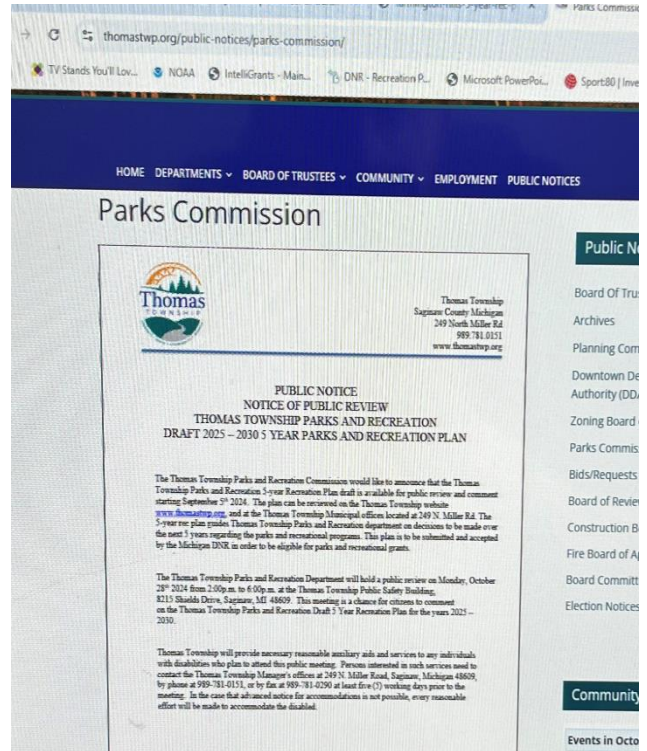 Parks Commissi
thomastwp.org/public-notices/parks-commission/
TV Stands You'll Lov... NOAA IntelliGrants - Main... DNR - Recreation P... Microsoft PowerPoi... Sport80 | Inve
HOME DEPARTMENTS BOARD OF TRUSTEES COMMUNITY EMPLOYMENT PUBLIC NOTICES
Parks Commission
Thomas
TOWNSHIP
Thomas Township
Saginaw County Michigan
249 North Miller Rd
989.781.0151
www.thomastwp.org
PUBLIC NOTICE
NOTICE OF PUBLIC REVIEW
THOMAS TOWNSHIP PARKS AND RECREATION
DRAFT 2025 – 2030 5 YEAR PARKS AND RECREATION PLAN
The Thomas Township Parks and Recreation Commission would like to announce that the Thomas
Township Parks and Recreation 5-year Recreation Plan draft is available for public review and comment
starting September 5th 2024. The plan can be reviewed on the Thomas Township website
www.thomastwp.org, and at the Thomas Township Municipal offices located at 249 N. Miller Rd. The
5-year rec plan guides Thomas Township Parks and Recreation department on decisions to be made over
the next 5 years regarding the parks and recreational programs. This plan is to be submitted and accepted
by the Michigan DNR in order to be eligible for parks and recreational grants.
The Thomas Township Parks and Recreation Department will hold a public review on Monday, October
28th 2024 from 2:00p.m. to 6:00p.m. at the Thomas Township Public Safety Building,
8215 Shields Drive, Saginaw, MI 48609. This meeting is a chance for citizens to comment
on the Thomas Township Parks and Recreation Draft 5 Year Recreation Plan for the years 2025 –
2030.
Thomas Township will provide necessary reasonable auxiliary aids and services to any individuals
with disabilities who plan to attend this public meeting. Persons interested in such services need to
contact the Thomas Township Manager's offices at 249 N. Miller Road, Saginaw, Michigan 48609,
by phone at 989-781-0151, or by fax at 989-781-0290 at least five (5) working days prior to the
meeting. In the case that advanced notice for accommodations is not possible, every reasonable
effort will be made to accommodate the disabled.
Public N
Board Of Tru
Archives
Planning Com
Downtown De
Authority (DD
Zoning Board
Parks Commis
Bids/Requests
Board of Revie
Construction B
Fire Board of A
Board Committ
Election Notices
Community
Events in Octo